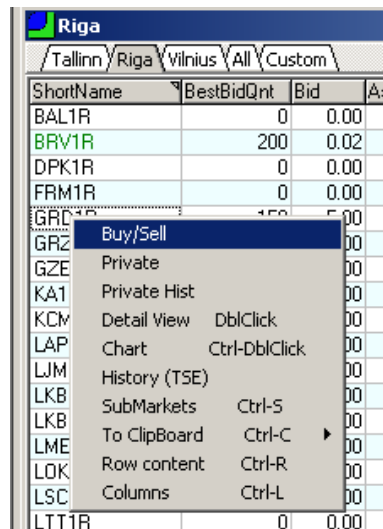 Riga
Tallinn Riga Vilnius All Custom
ShortName BestBidQnt Bid
BAL1R 0 0.00
BRV1R 200 0.02
DPK1R 0 0.00
FRM1R 0 0.00
Buy/Sell
Private
Private Hist
Detail View DblClick
Chart Ctrl-DblClick
History (TSE)
SubMarkets Ctrl-S
To ClipBoard Ctrl-C
Row content Ctrl-R
Columns Ctrl-L
GRZ
GZE
KA1
KCM
LAP
LJM
LKB
LKB
LME
LOK
LSC
LTT1R 0 0.00